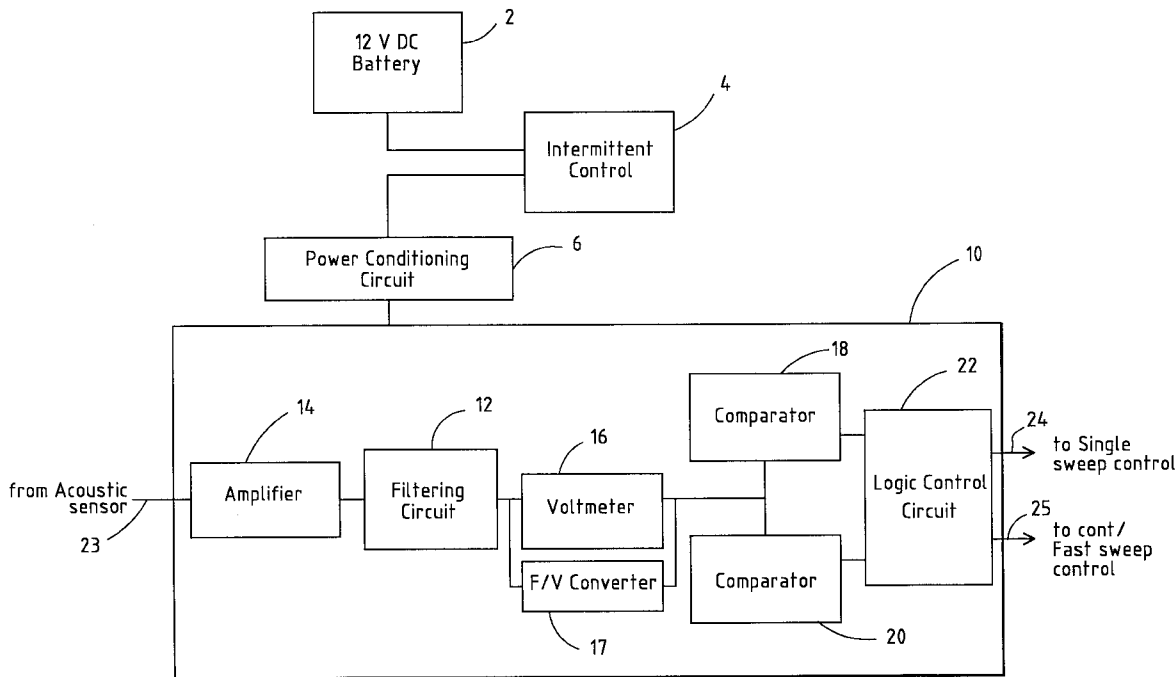 12 V DC
Battery
2
4
Intermittent
Control
6
Power Conditioning
Circuit
10
18
22
14
12
16
Comparator
24
to Single
sweep control
from Acoustic
sensor
23
Amplifier
Filtering
Circuit
Voltmeter
Logic Control
Circuit
25
to cont/
Fast sweep
control
F/V Converter
17
Comparator
20